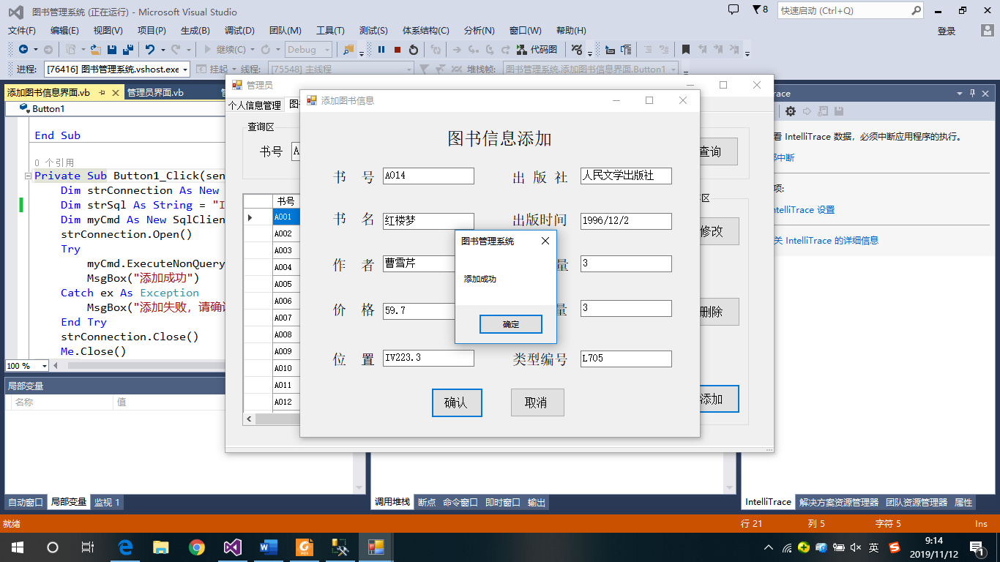 图书管理系统 (正在运行) - Microsoft Visual Studio
8
快速启动 (Ctrl+Q)
文件(F) 编辑(E) 视图(V) 项目(P) 生成(B) 调试(D) 团队(M) 工具(T) 测试(S) 体系结构(C) 分析(N) 窗口(W) 帮助(H)
登录
继续(C)
Debug
代码图
进程: [76416] 图书管理系统.vshost.exe 挂起 线程: [75548] 主线程 堆栈帧: 图书管理系统.添加图书信息界面.Button1
添加图书信息界面.vb 管理员界面.vb
Button1
End Sub
0 个引用
Private Sub Button1_Click(sen
Dim strConnection As New
Dim strSql As String = "I
Dim myCmd As New SqlClien
strConnection.Open()
Try
myCmd.ExecuteNonQuery
MsgBox("添加成功")
Catch ex As Exception
MsgBox("添加失败，请确认
End Try
strConnection.Close()
Me.Close()
100 %
局部变量
名称 值
自动窗口 局部变量 监视 1
管理员
个人信息管理
查询区
书号
查询
书号
A001
A002
A003
A004
A005
A006
A007
A008
A009
A010
A011
A012
区
修改
删除
添加
添加图书信息
图书信息添加
书 号 A014 出 版 社 人民文学出版社
书 名 红楼梦 出版时间 1996/12/2
作 者 曹雪芹 量 3
价 格 59.7 量 3
位 置 IV223.3 类型编号 L705
确认 取消
图书管理系统
添加成功
确定
race
看 IntelliTrace 数据，必须中断应用程序的执行。
部中断
项:
ntelliTrace 设置
关 IntelliTrace 的详细信息
调用堆栈 断点 命令窗口 即时窗口 输出
IntelliTrace 解决方案资源管理器 团队资源管理器 属性
就绪
行 21 列 5 字符 5 Ins
英
9:14
2019/11/12
1